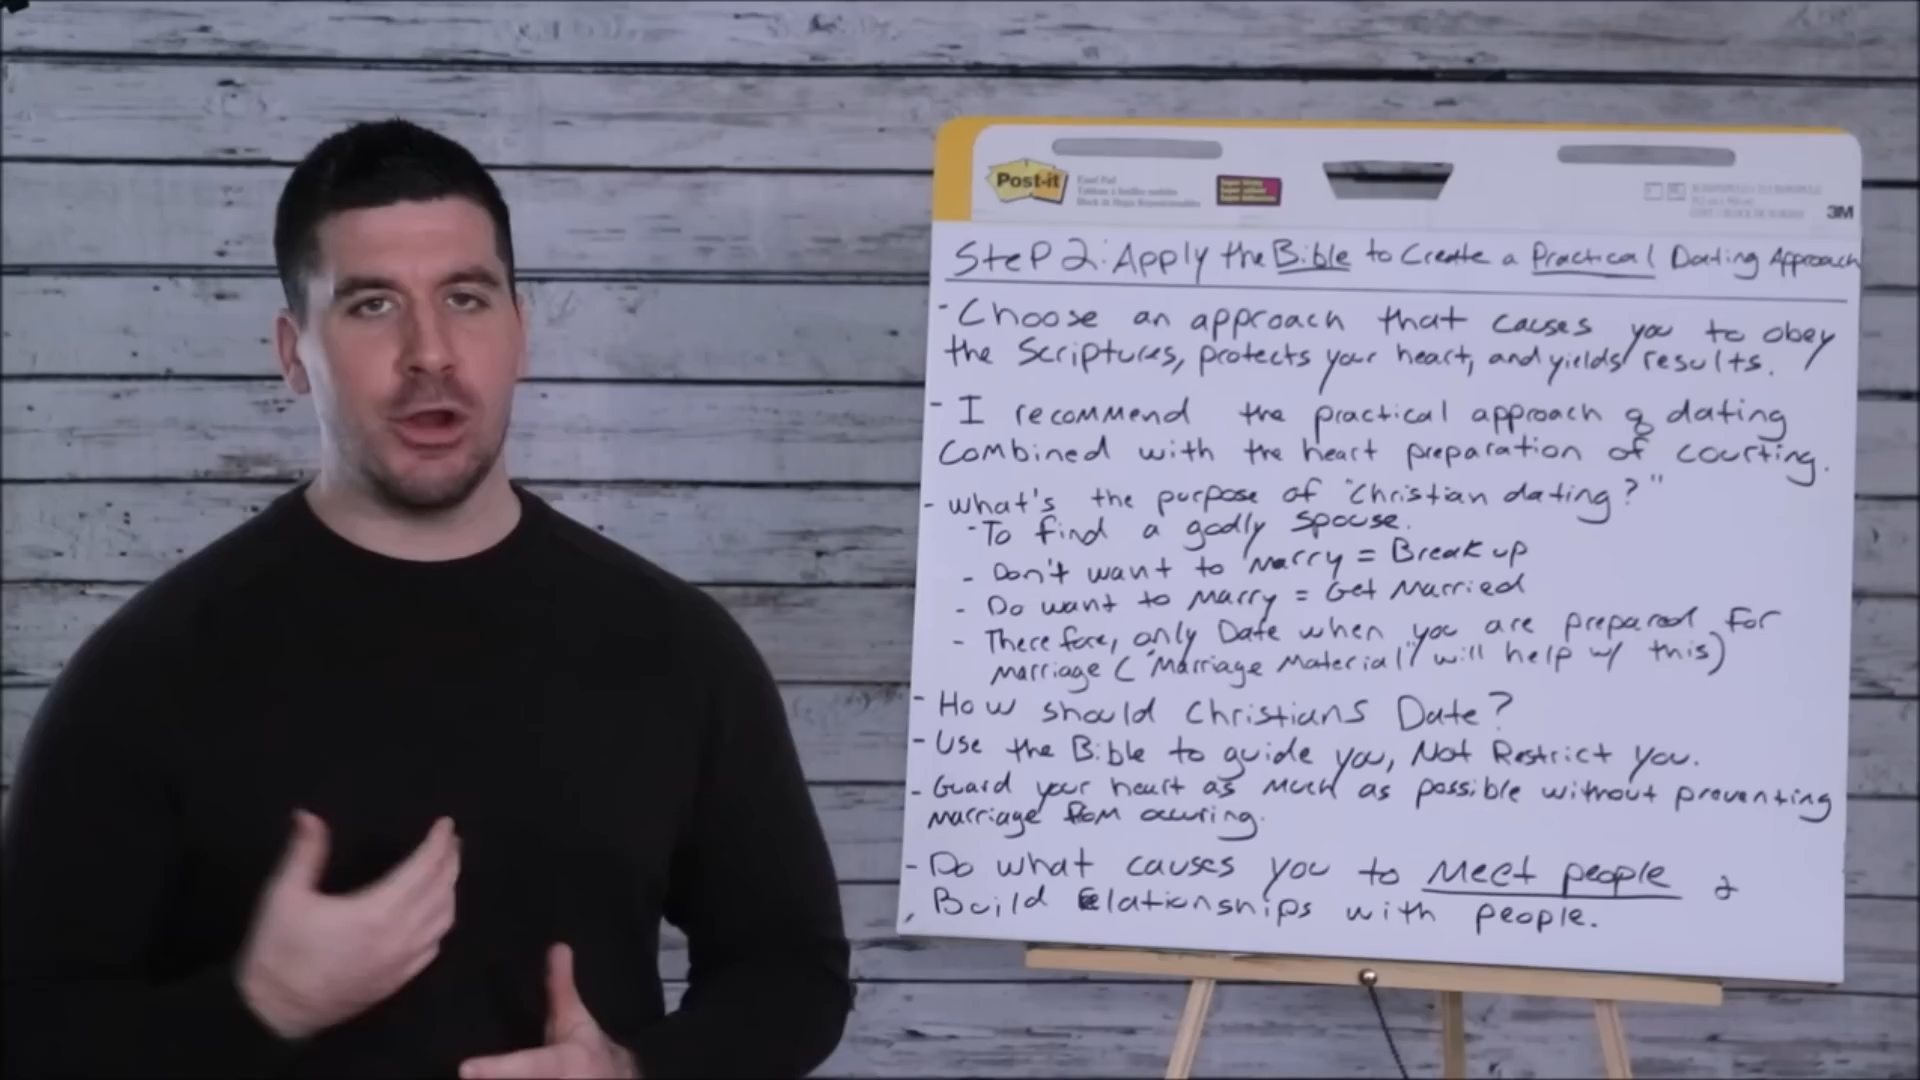 Post-it
3M
Step 2: Apply the Bible to Create a Practical Dating Approach
- Choose an approach that causes you to obey
the Scriptures, protects your heart, and yields results.
- I recommend the practical approach of dating
combined with the heart preparation of courting.
- what's the purpose of "Christian dating?"
- To find a godly spouse.
- Don't want to marry = Break up
- Do want to marry = Get Married
- Therefore, only Date when you are prepared for
marriage ("Marriage Material" will help w/ this)
- How should Christians Date?
- Use the Bible to guide you, Not Restrict you.
- Guard your heart as much as possible without preventing
marriage from occuring.
- Do what causes you to Meet people &
Build Relationships with people.